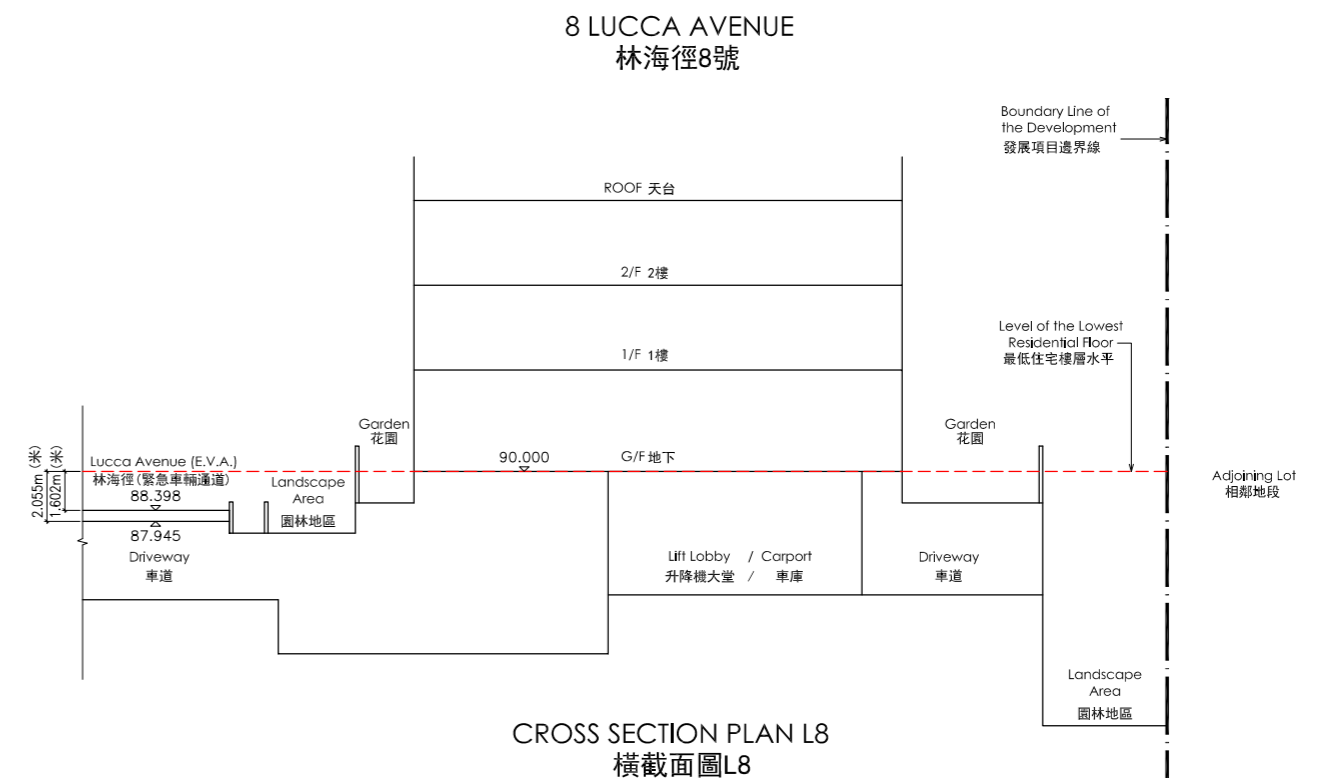 8 LUCCA AVENUE
林海徑8號
Boundary Line of
the Development
發展項目邊界線
ROOF 天台
2/F 2樓
Level of the Lowest
Residential Floor
最低住宅樓層水平
1/F 1樓
Garden
花園
Garden
花園
2.055m (米)
1.602m (米)
Lucca Avenue (E.V.A.)
林海徑(緊急車輛通道)
88.398
87.945
Driveway
車道
Landscape
Area
園林地區
90.000
G/F 地下
Adjoining Lot
相鄰地段
Lift Lobby / Carport
升降機大堂 / 車庫
Driveway
車道
Landscape
Area
園林地區
CROSS SECTION PLAN L8
橫截面圖L8